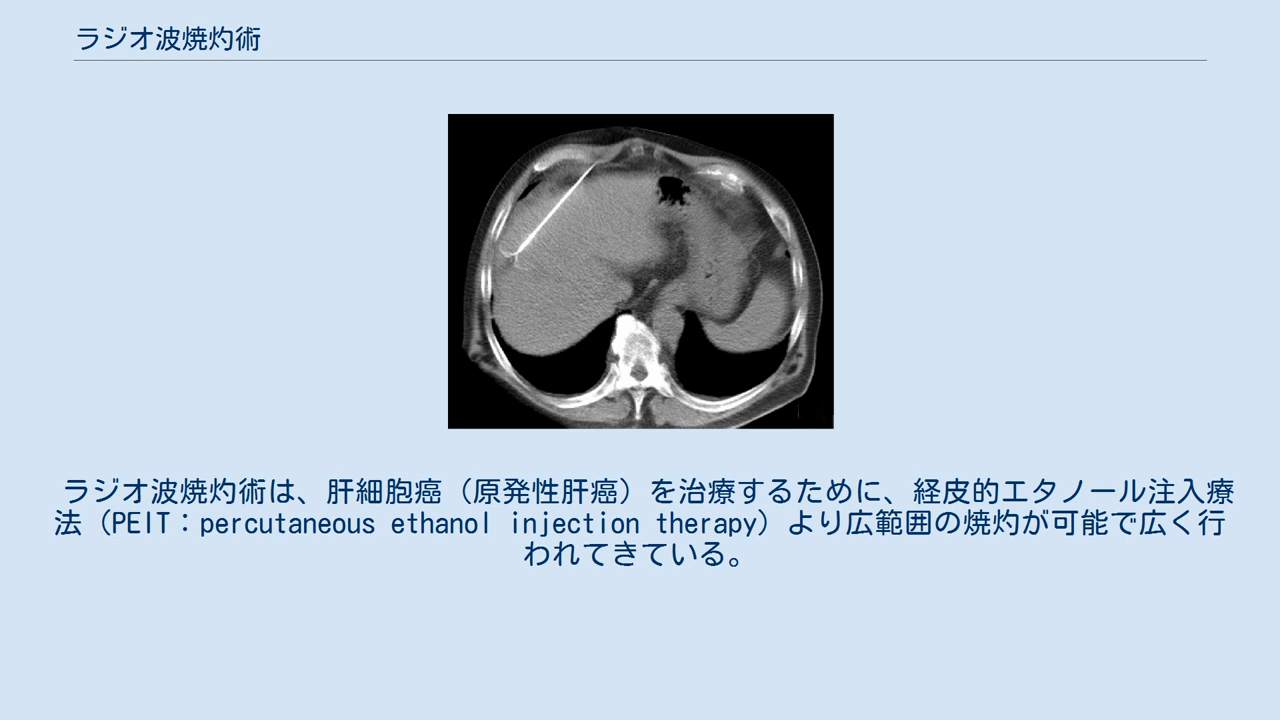 ラジオ波焼灼術
ラジオ波焼灼術は、肝細胞癌（原発性肝癌）を治療するために、経皮的エタノール注入療
法（PEIT：percutaneous ethanol injection therapy）より広範囲の焼灼が可能で広く行
われてきている。